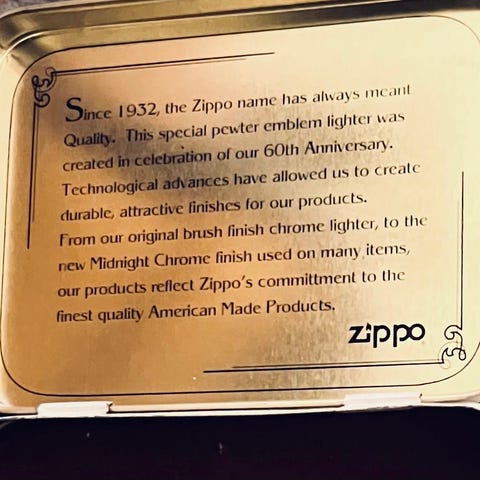 Since 1932, the Zippo name has always meant
Quality. This special pewter emblem lighter was
created in celebration of our 60th Anniversary.
Technological advances have allowed us to create
durable, attractive finishes for our products.
From our original brush finish chrome lighter, to the
new Midnight Chrome finish used on many items,
our products reflect Zippo's committment to the
finest quality American Made Products.
zippo